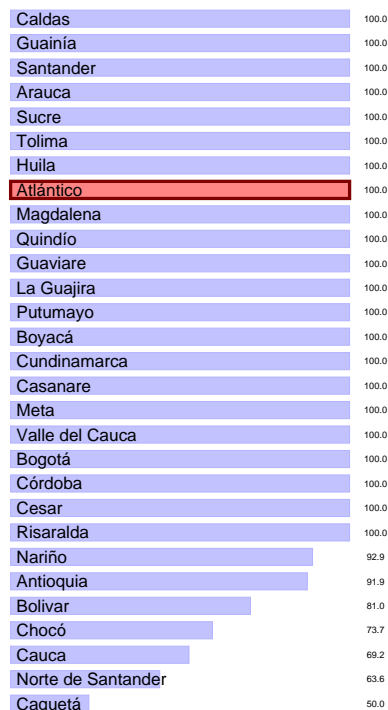 Caldas 100.0
Guainía 100.0
Santander 100.0
Arauca 100.0
Sucre 100.0
Tolima 100.0
Huila 100.0
Atlántico 100.0
Magdalena 100.0
Quindío 100.0
Guaviare 100.0
La Guajira 100.0
Putumayo 100.0
Boyacá 100.0
Cundinamarca 100.0
Casanare 100.0
Meta 100.0
Valle del Cauca 100.0
Bogotá 100.0
Córdoba 100.0
Cesar 100.0
Risaralda 100.0
Nariño 92.9
Antioquia 91.9
Bolivar 81.0
Chocó 73.7
Cauca 69.2
Norte de Santander 63.6
Caquetá 50.0